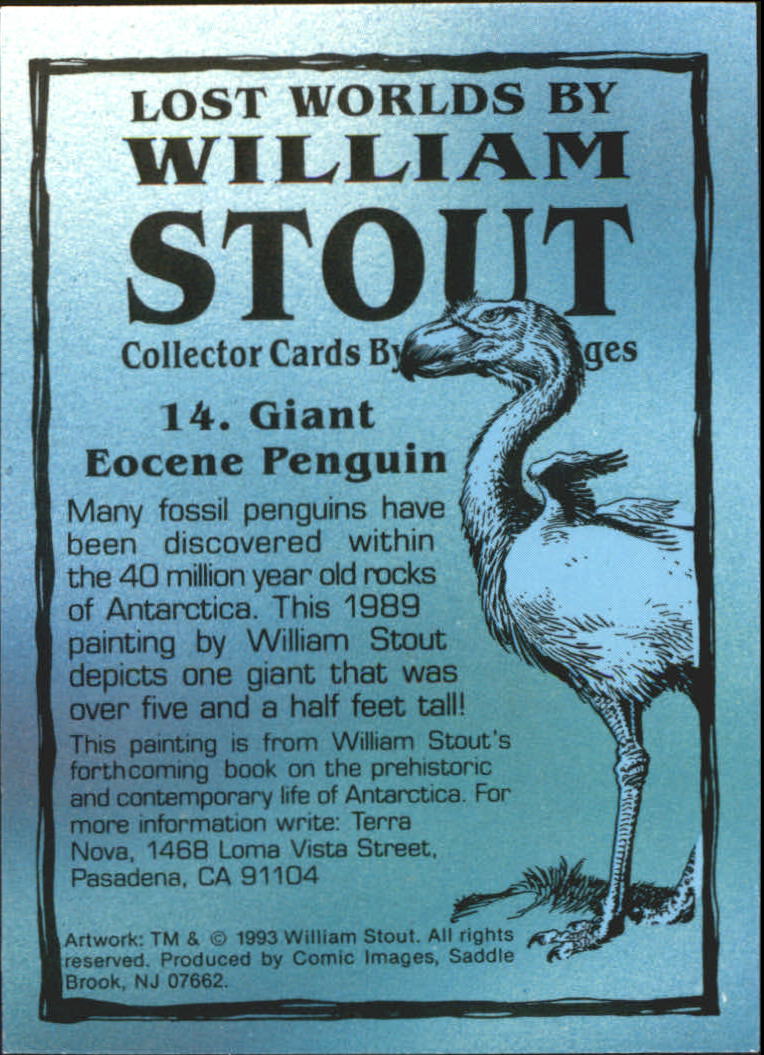 LOST WORLDS BY
WILLIAM
STOUT
Collector Cards By ges
14. Giant
Eocene Penguin
Many fossil penguins have
been discovered within
the 40 million year old rocks
of Antarctica. This 1989
painting by William Stout
depicts one giant that was
over five and a half feet tall!
This painting is from William Stout's
forthcoming book on the prehistoric
and contemporary life of Antarctica. For
more information write: Terra
Nova, 1468 Loma Vista Street,
Pasadena, CA 91104
Artwork: TM & © 1993 William Stout. All rights
reserved. Produced by Comic Images, Saddle
Brook, NJ 07662.